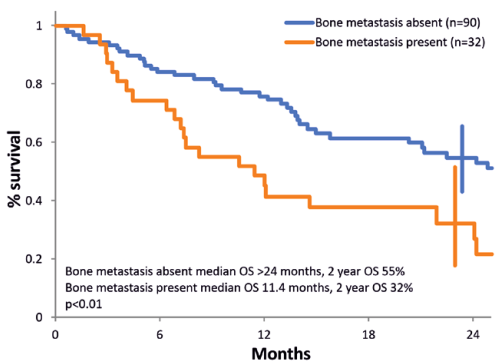 Bone metastasis absent (n=90)
Bone metastasis present (n=32)
1
0.8
0.6
0.4
0.2
0
% survival
Bone metastasis absent median OS >24 months, 2 year OS 55%
Bone metastasis present median OS 11.4 months, 2 year OS 32%
p<0.01
0 6 12 18 24
Months